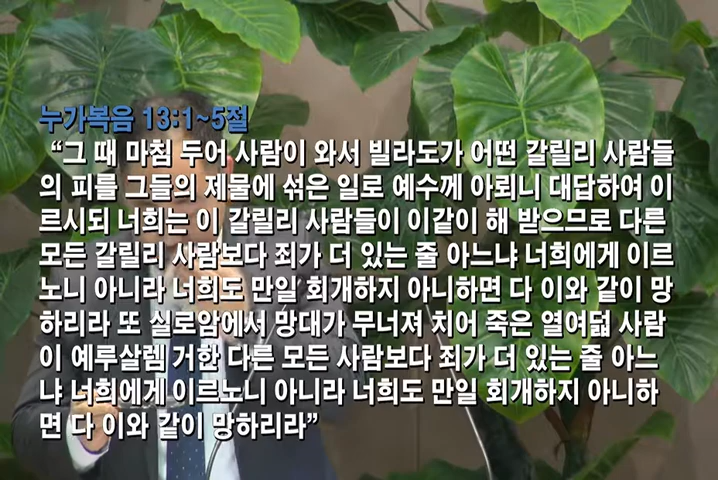 누가복음 13:1~5절
“그 때 마침 두어 사람이 와서 빌라도가 어떤 갈릴리 사람들
의 피를 그들의 제물에 섞은 일로 예수께 아뢰니 대답하여 이
르시되 너희는 이 갈릴리 사람들이 이같이 해 받으므로 다른
모든 갈릴리 사람보다 죄가 더 있는 줄 아느냐 너희에게 이르
노니 아니라 너희도 만일 회개하지 아니하면 다 이와 같이 망
하리라 또 실로암에서 망대가 무너져 치어 죽은 열여덟 사람
이 예루살렘 거한 다른 모든 사람보다 죄가 더 있는 줄 아느
냐 너희에게 이르노니 아니라 너희도 만일 회개하지 아니하
면 다 이와 같이 망하리라”